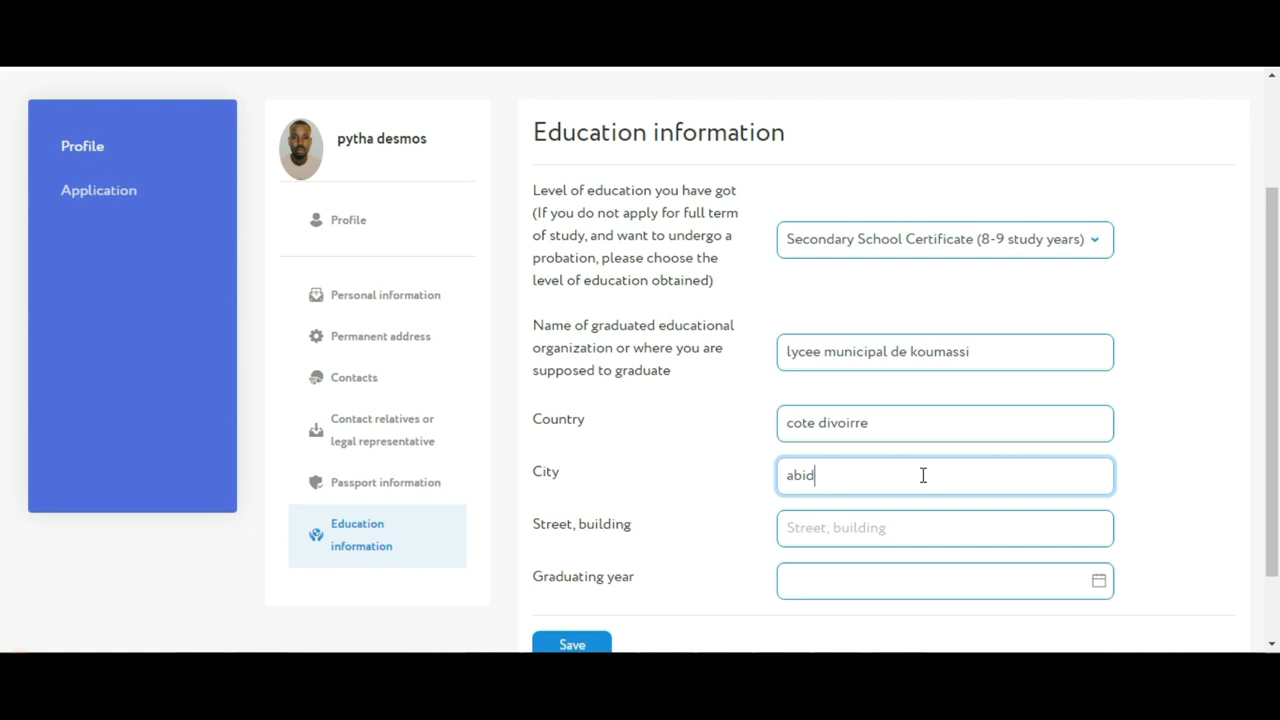 Profile
Application
pytha desmos
Profile
Personal information
Permanent address
Contacts
Contact relatives or
legal representative
Passport information
Education
information
Education information
Level of education you have got
(If you do not apply for full term
of study, and want to undergo a
probation, please choose the
level of education obtained)
Secondary School Certificate (8-9 study years)
Name of graduated educational
organization or where you are
supposed to graduate
lycee municipal de koumassi
Country
cote divoirre
City
abid
Street, building
Street, building
Graduating year
Save